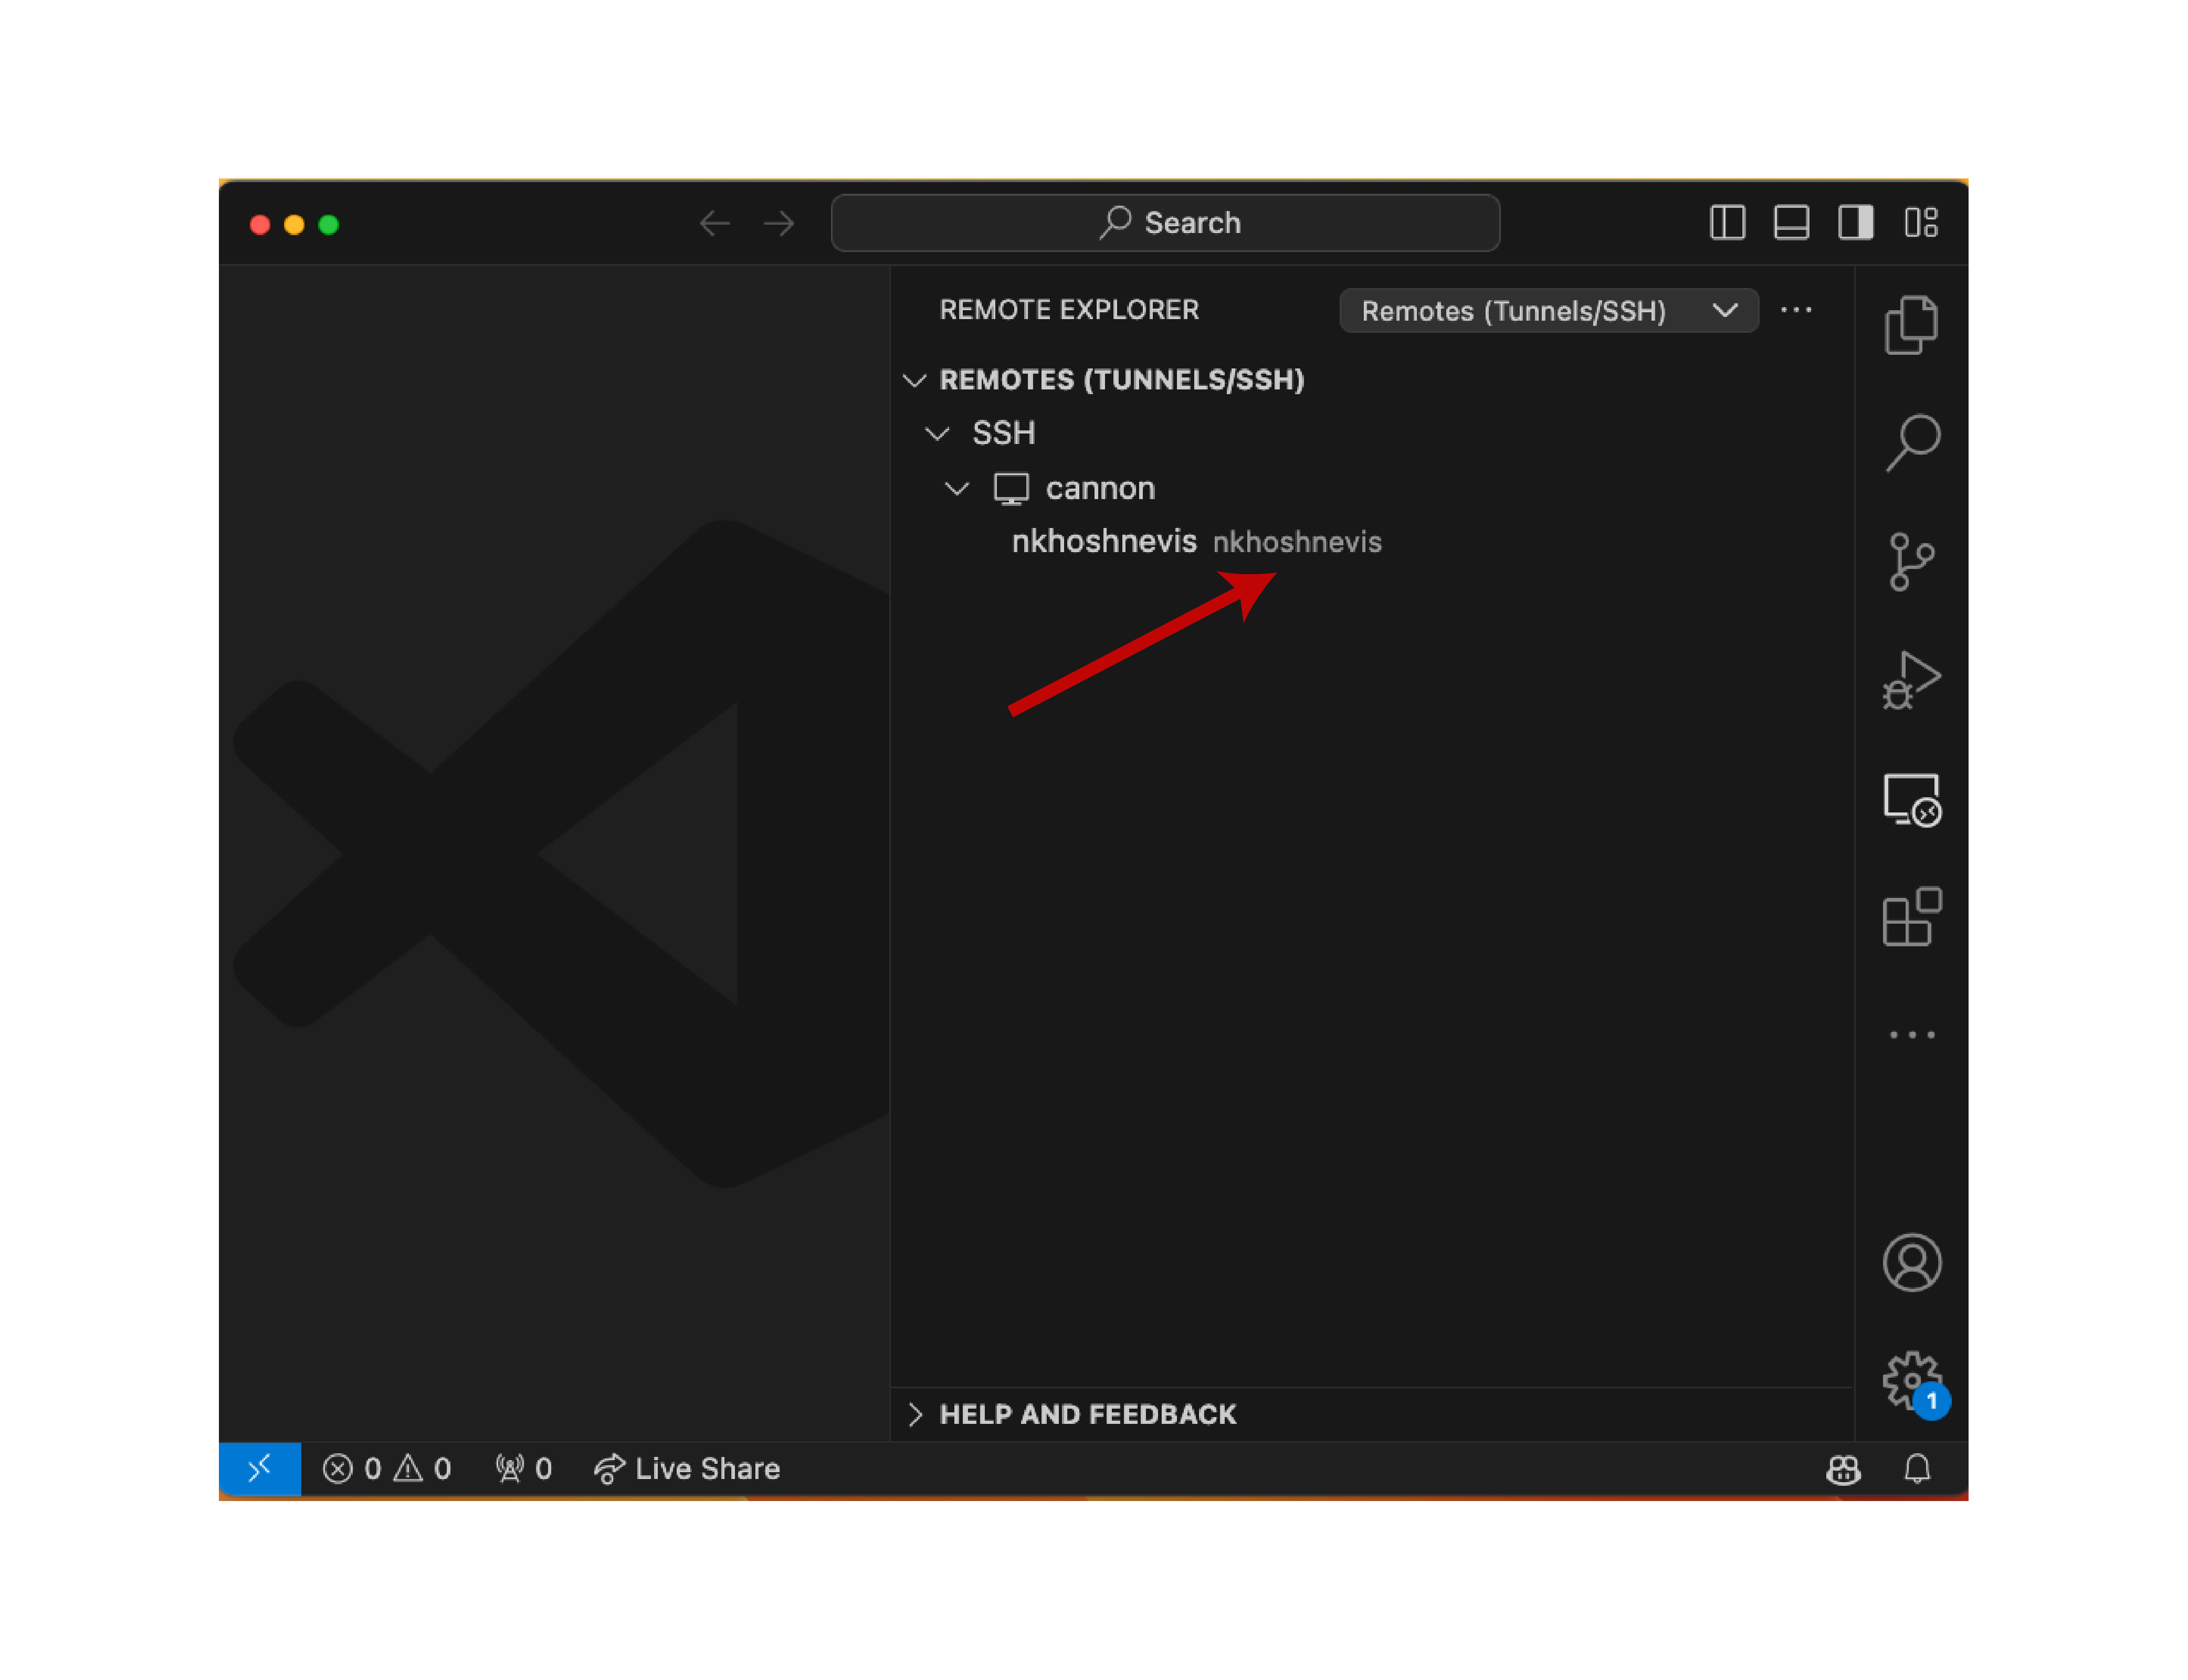 Search
REMOTE EXPLORER Remotes (Tunnels/SSH)
REMOTES (TUNNELS/SSH)
SSH
cannon
nkhoshnevis nkhoshnevis
HELP AND FEEDBACK
1
0 0 0 Live Share